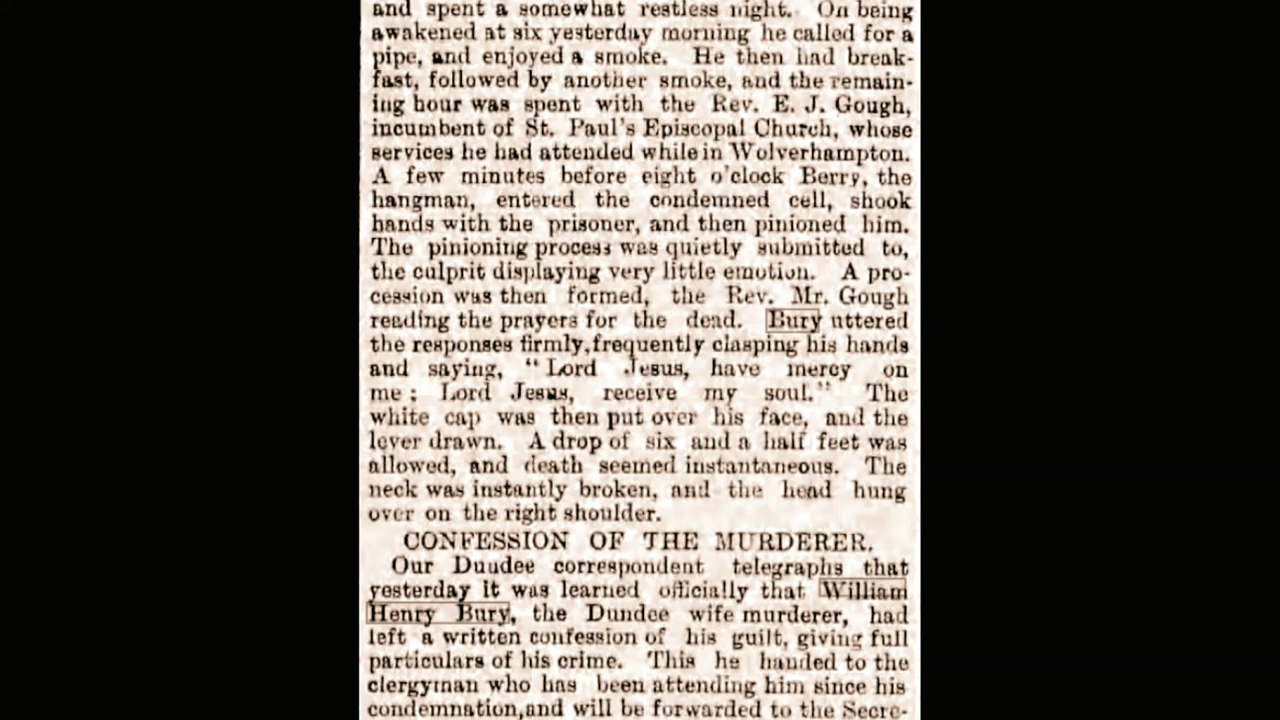 and spent a somewhat restless night. On being
awakened at six yesterday morning he called for a
pipe, and enjoyed a smoke. He then had break-
fast, followed by another smoke, and the remain-
ing hour was spent with the Rev. E. J. Gough,
incumbent of St. Paul's Episcopal Church, whose
services he had attended while in Wolverhampton.
A few minutes before eight o'clock Berry, the
hangman, entered the condemned cell, shook
hands with the prisoner, and then pinioned him.
The pinioning process was quietly submitted to,
the culprit displaying very little emotion. A pro-
cession was then formed, the Rev. Mr. Gough
reading the prayers for the dead. Bury uttered
the responses firmly, frequently clasping his hands
and saying, "Lord Jesus, have mercy on
me: Lord Jesus, receive my soul." The
white cap was then put over his face, and the
lever drawn. A drop of six and a half feet was
allowed, and death seemed instantaneous. The
neck was instantly broken, and the head hung
over on the right shoulder.
CONFESSION OF THE MURDERER.
Our Dundee correspondent telegraphs that
yesterday it was learned officially that William
Henry Bury, the Dundee wife murderer, had
left a written confession of his guilt, giving full
particulars of his crime. This he handed to the
clergyman who has been attending him since his
condemnation, and will be forwarded to the Secre-